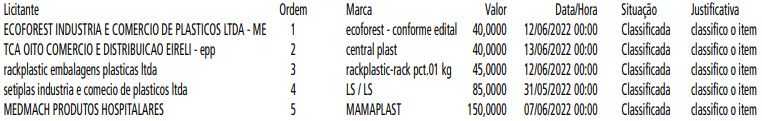 Licitante Ordem Marca Valor Data/Hora Situação Justificativa
ECOFOREST INDUSTRIA E COMERCIO DE PLASTICOS LTDA - ME 1 ecoforest - conforme edital 40,0000 12/06/2022 00:00 Classificada classifico o item
TCA OITO COMERCIO E DISTRIBUICAO EIRELI - epp 2 central plast 40,0000 13/06/2022 00:00 Classificada classifico o item
rackplastic embalagens plasticas ltda 3 rackplastic-rack pct.01 kg 45,0000 12/06/2022 00:00 Classificada classifico o item
setiplas industria e comecio de plasticos ltda 4 LS / LS 85,0000 31/05/2022 00:00 Classificada classifico o item
MEDMACH PRODUTOS HOSPITALARES 5 MAMAPLAST 150,0000 07/06/2022 00:00 Classificada classifico o item